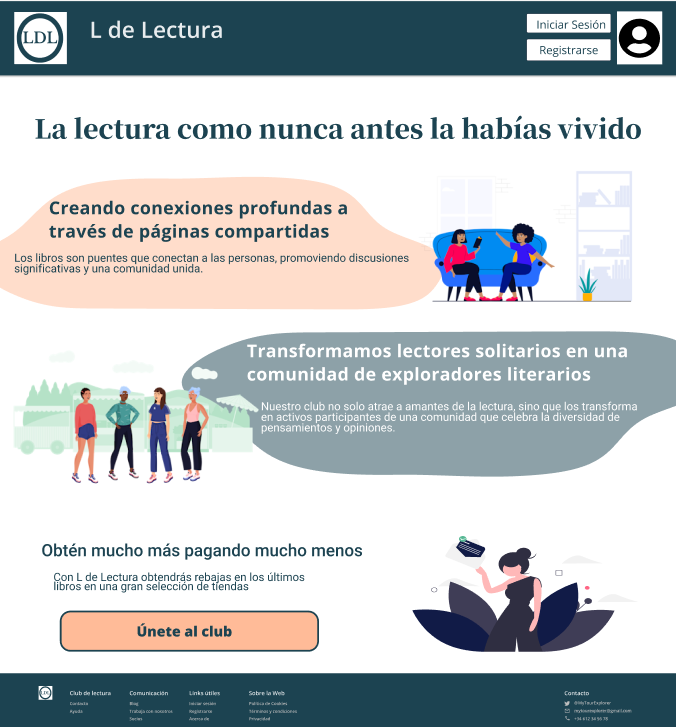 LDL
L de Lectura
Iniciar Sesión
Registrarse
La lectura como nunca antes la habías vivido
Creando conexiones profundas a
través de páginas compartidas
Los libros son puentes que conectan a las personas, promoviendo discusiones
significativas y una comunidad unida.
Transformamos lectores solitarios en una
comunidad de exploradores literarios
Nuestro club no solo atrae a amantes de la lectura, sino que los transforma
en activos participantes de una comunidad que celebra la diversidad de
pensamientos y opiniones.
Obtén mucho más pagando mucho menos
Con L de Lectura obtendrás rebajas en los últimos
libros en una gran selección de tiendas
Únete al club
LDL
Club de lectura
Contacto
Ayuda
Comunicación
Blog
Trabaja con nosotros
Socios
Links útiles
Iniciar sesión
Registrarse
Acerca de
Sobre la Web
Política de Cookies
Términos y condiciones
Privacidad
Contacto
@MyTourExplorer
mytourexplorer@gmail.com
+34 612 34 56 78